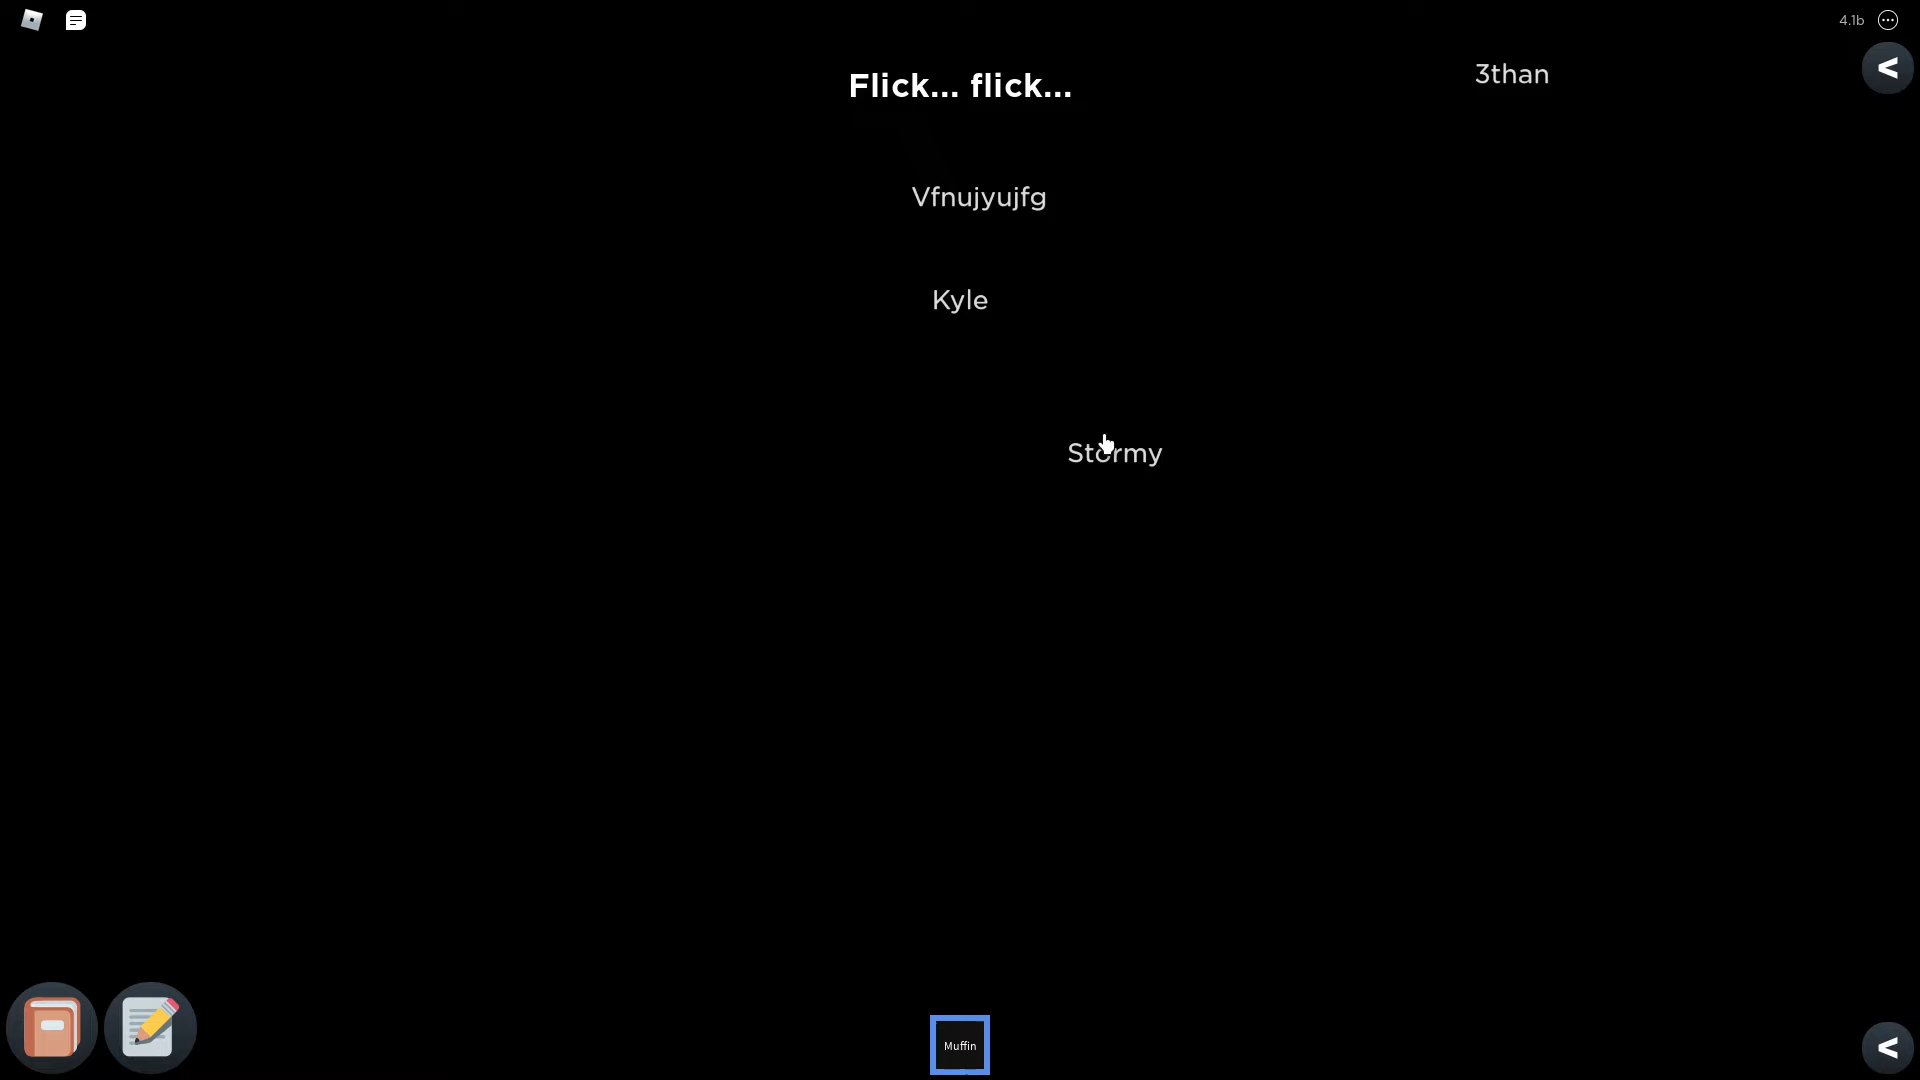 4.1b
3than
Flick... flick...
Vfnujyujfg
Kyle
Stormy
Muffin